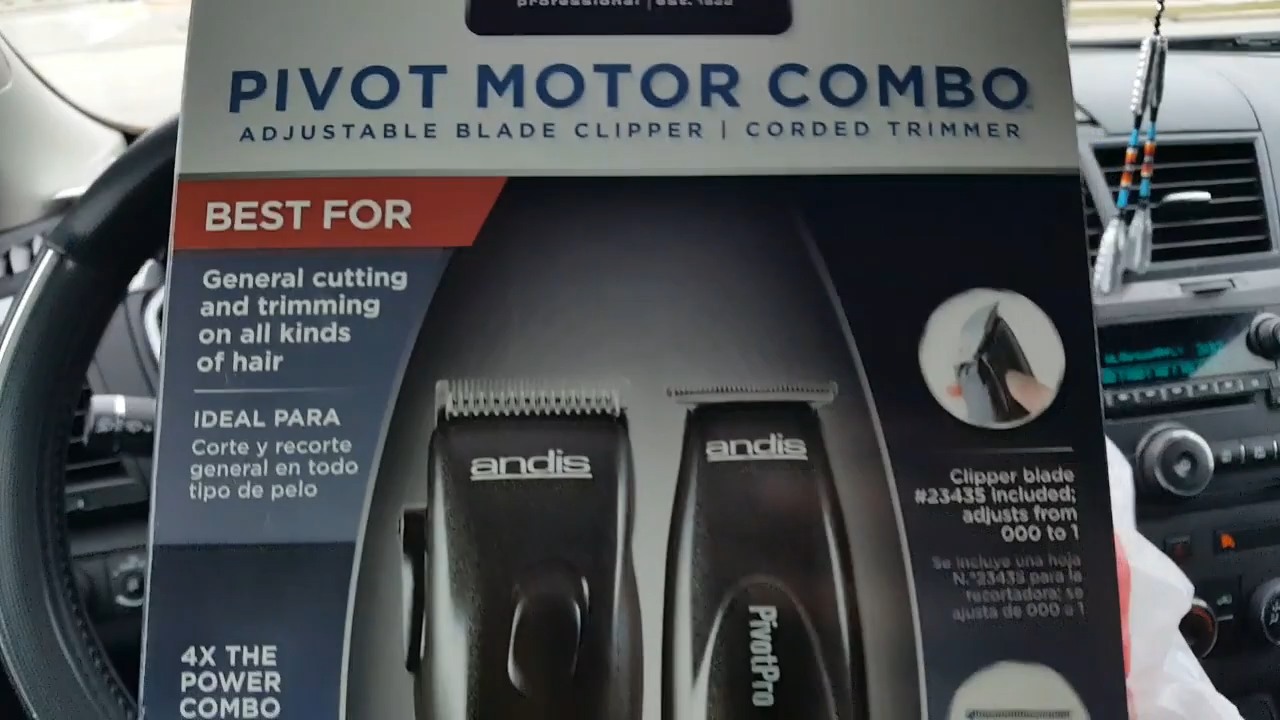 professional | est. 1922
PIVOT MOTOR COMBO
ADJUSTABLE BLADE CLIPPER | CORDED TRIMMER
BEST FOR
General cutting
and trimming
on all kinds
of hair
IDEAL PARA
Corte y recorte
general en todo
tipo de pelo
4X THE
POWER
COMBO
andis
andis
PivotPro
Clipper blade
#23435 included;
adjusts from
000 to 1
Se incluye una hoja
N.°23435 para la
recortadora; se
ajusta de 000 a 1